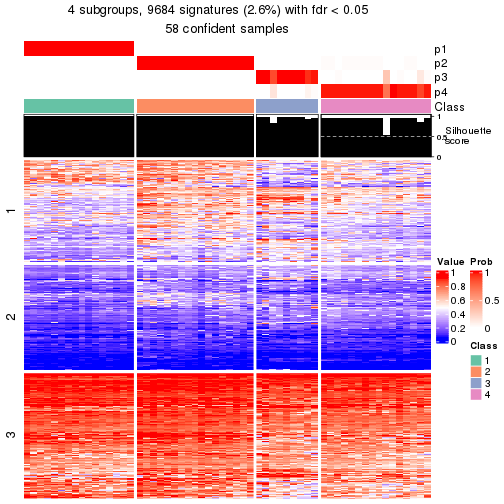 4 subgroups, 9684 signatures (2.6%) with fdr < 0.05
58 confident samples
p1
p2
p3
p4
Class
1
0.5
0
Silhouette
score
1
2
3
Value
1
0.8
0.6
0.4
0.2
0
Prob
1
0.5
0
Class
1
2
3
4